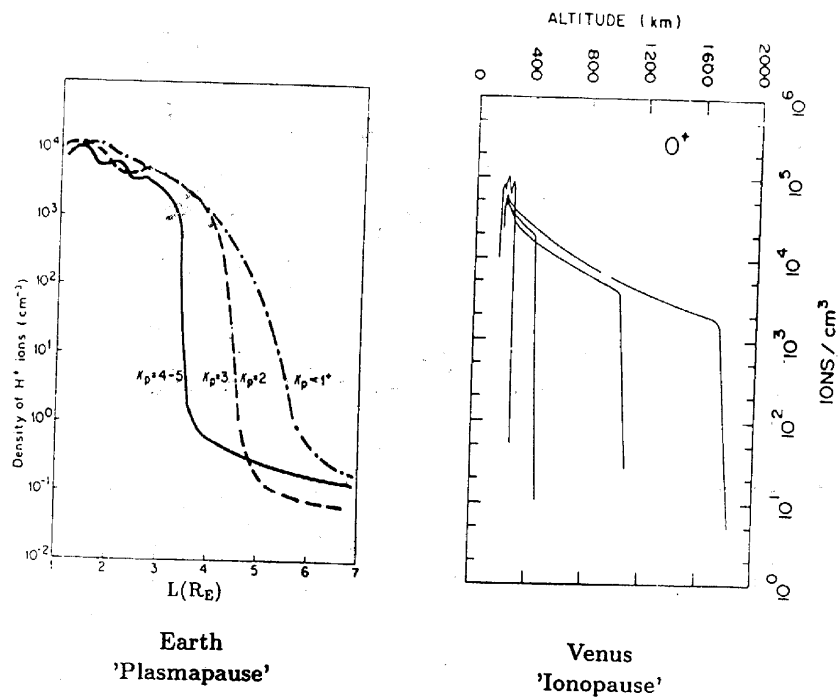 10⁴
10³
10²
10¹
10⁰
10⁻¹
10⁻²
Density of H⁺ ions (cm⁻³)
Kₚ=4-5
Kₚ=3
Kₚ=2
Kₚ<1⁺
1 2 3 4 5 6 7
L(R_E)
Earth
'Plasmapause'
ALTITUDE (km)
0 400 800 1200 1600 2000
O⁺
10⁶
10⁵
10⁴
10³
10²
10¹
10⁰
IONS/cm³
Venus
'Ionopause'